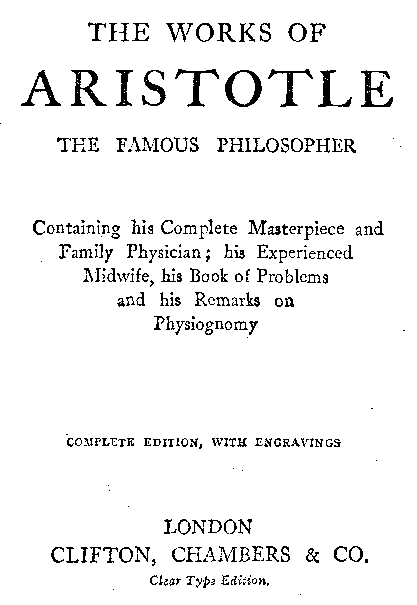 THE WORKS OF
ARISTOTLE
THE FAMOUS PHILOSOPHER
Containing his Complete Masterpiece and
Family Physician; his Experienced
Midwife, his Book of Problems
and his Remarks on
Physiognomy
COMPLETE EDITION, WITH ENGRAVINGS
LONDON
CLIFTON, CHAMBERS & CO.
Clear Type Edition.